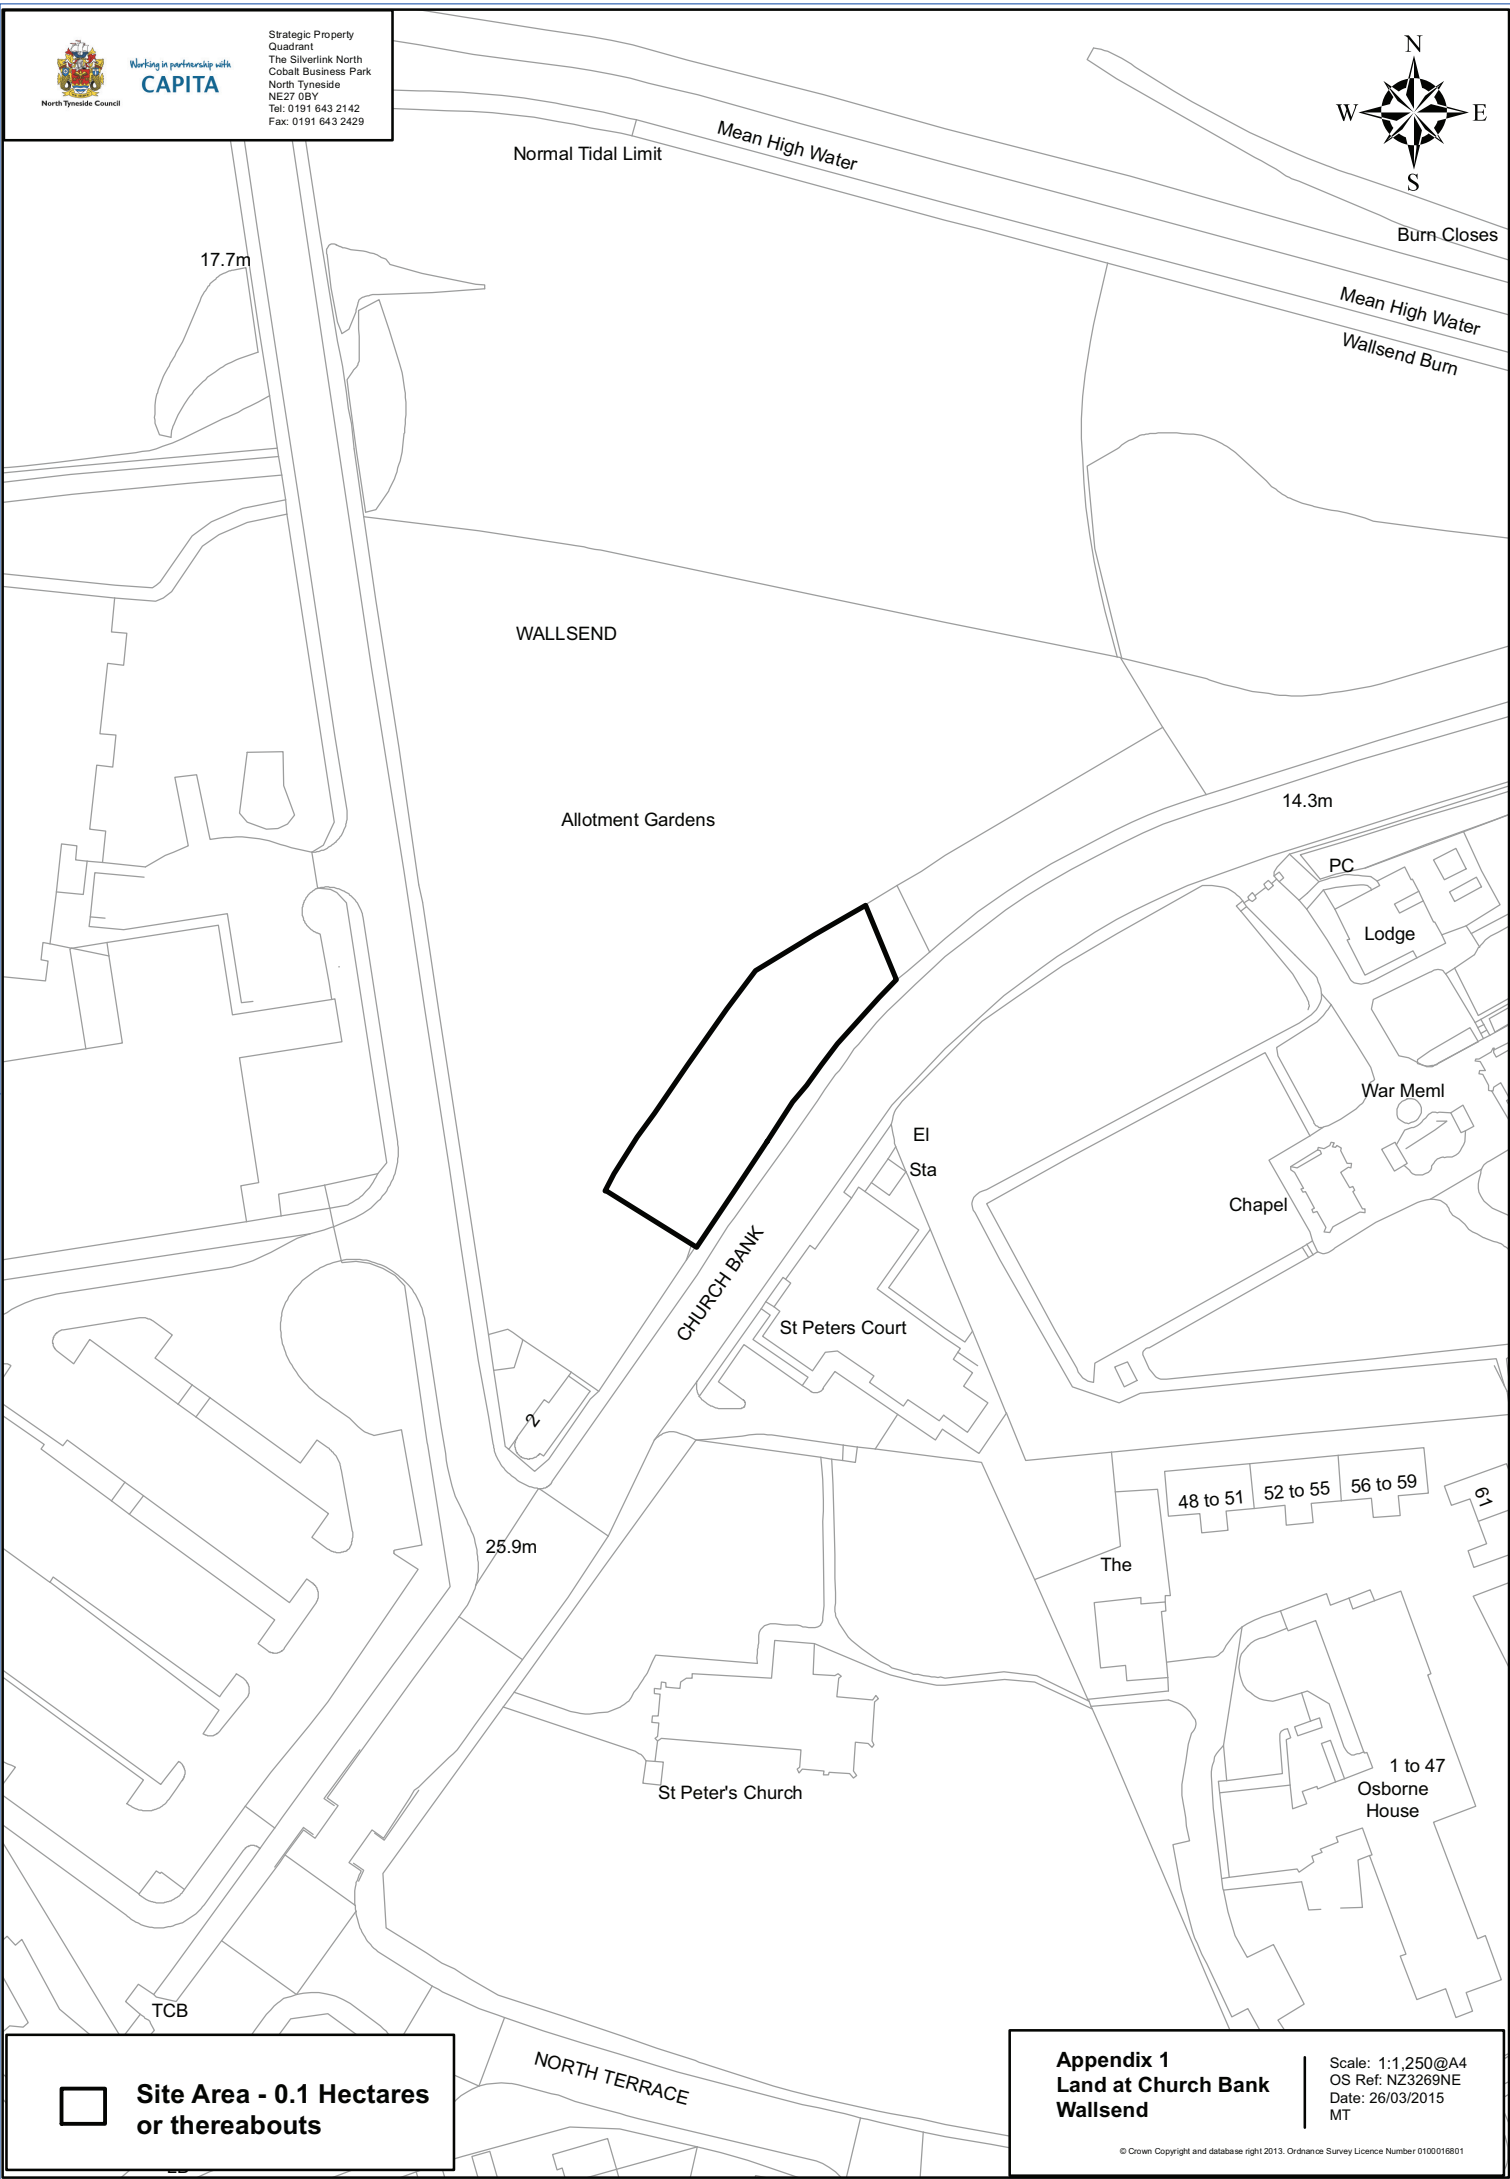 North Tyneside Council
Working in partnership with
CAPITA
Strategic Property
Quadrant
The Silverlink North
Cobalt Business Park
North Tyneside
NE27 0BY
Tel: 0191 643 2142
Fax: 0191 643 2429
N
W
E
S
Normal Tidal Limit
Mean High Water
Burn Closes
17.7m
Mean High Water
Wallsend Burn
WALLSEND
14.3m
Allotment Gardens
PC
Lodge
War Meml
El
Sta
Chapel
CHURCH BANK
St Peters Court
2
48 to 51
52 to 55
56 to 59
61
25.9m
The
1 to 47
Osborne
House
St Peter's Church
TCB
NORTH TERRACE
Site Area - 0.1 Hectares
or thereabouts
Appendix 1
Land at Church Bank
Wallsend
Scale: 1:1,250@A4
OS Ref: NZ3269NE
Date: 26/03/2015
MT
© Crown Copyright and database right 2013. Ordnance Survey Licence Number 0100016801